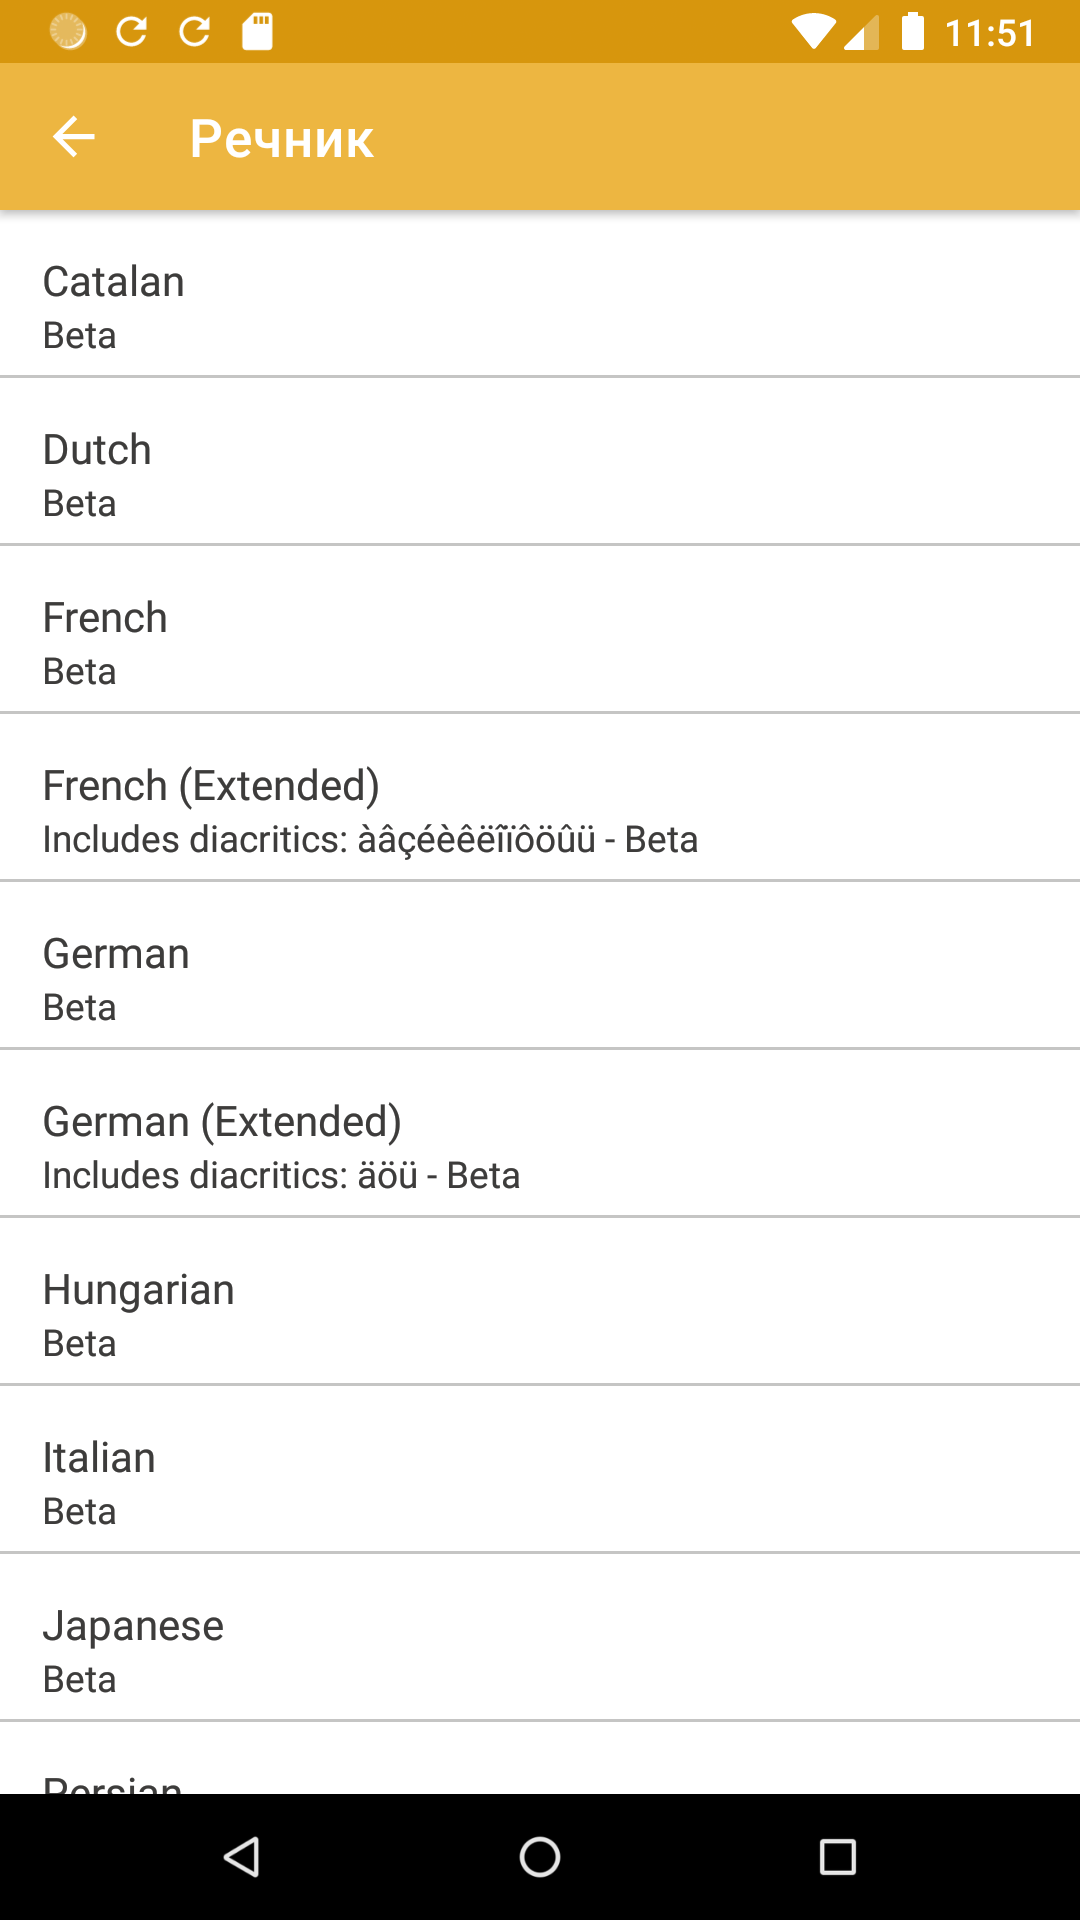 11:51
Речник
Catalan
Beta
Dutch
Beta
French
Beta
French (Extended)
Includes diacritics: àâçéèêëîïôöûü - Beta
German
Beta
German (Extended)
Includes diacritics: äöü - Beta
Hungarian
Beta
Italian
Beta
Japanese
Beta
Persian